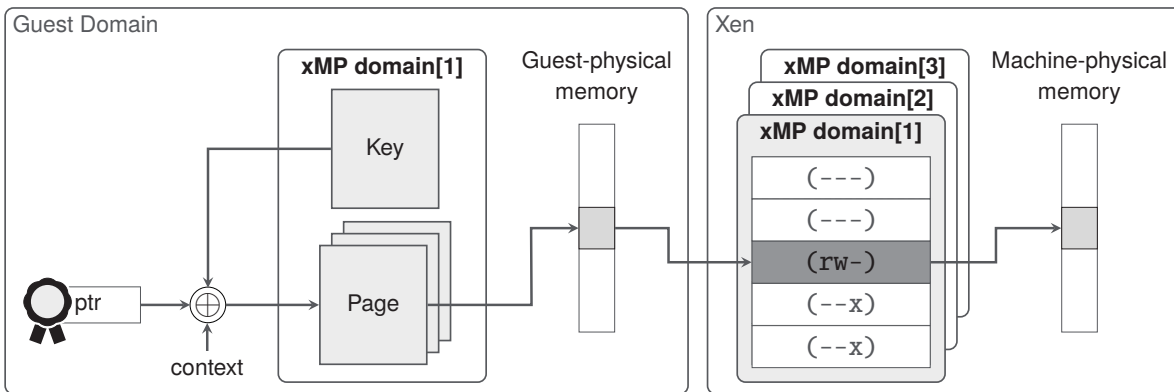 Guest Domain
xMP domain[1]
Key
Page
ptr
context
Guest-physical
memory
Xen
xMP domain[3]
xMP domain[2]
xMP domain[1]
(---)
(---)
(rw-)
(--x)
(--x)
Machine-physical
memory